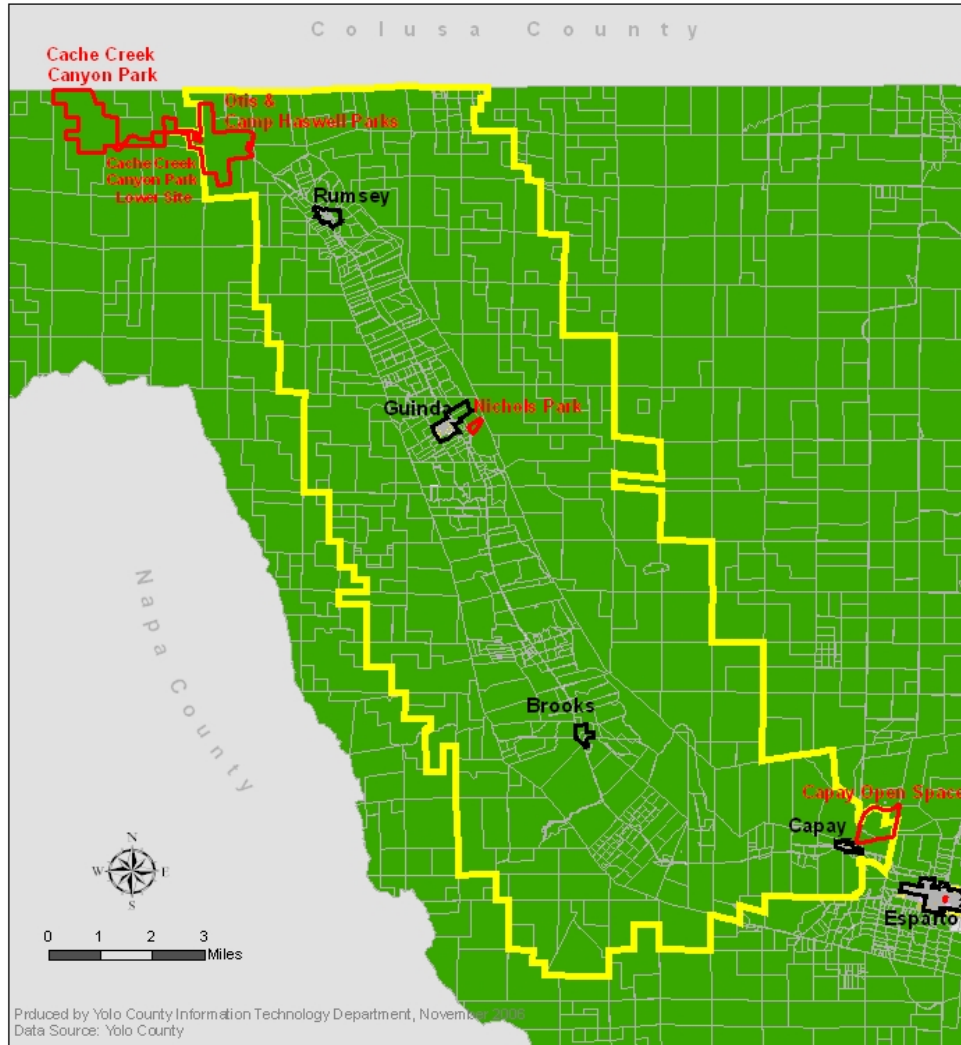 Colusa County
Cache Creek
Canyon Park
Otis &
Camp Haswell Parks
Cache Creek
Canyon Park
Lower Site
Rumsey
Guinda
Nichols Park
Napa County
Brooks
Capay Open Space
Capay
Esparto
N
W E
S
0 1 2 3
Miles
Prduced by Yolo County Information Technology Department, November 2006
Data Source: Yolo County